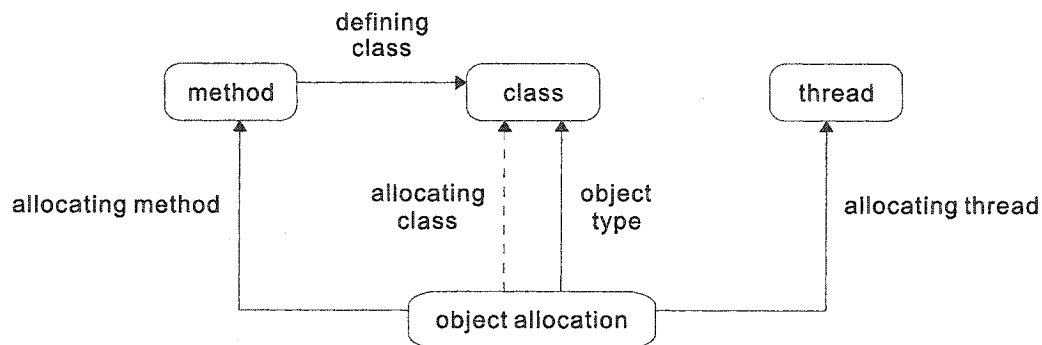 defining
class
method
class
thread
allocating method
allocating
class
object
type
allocating thread
object allocation